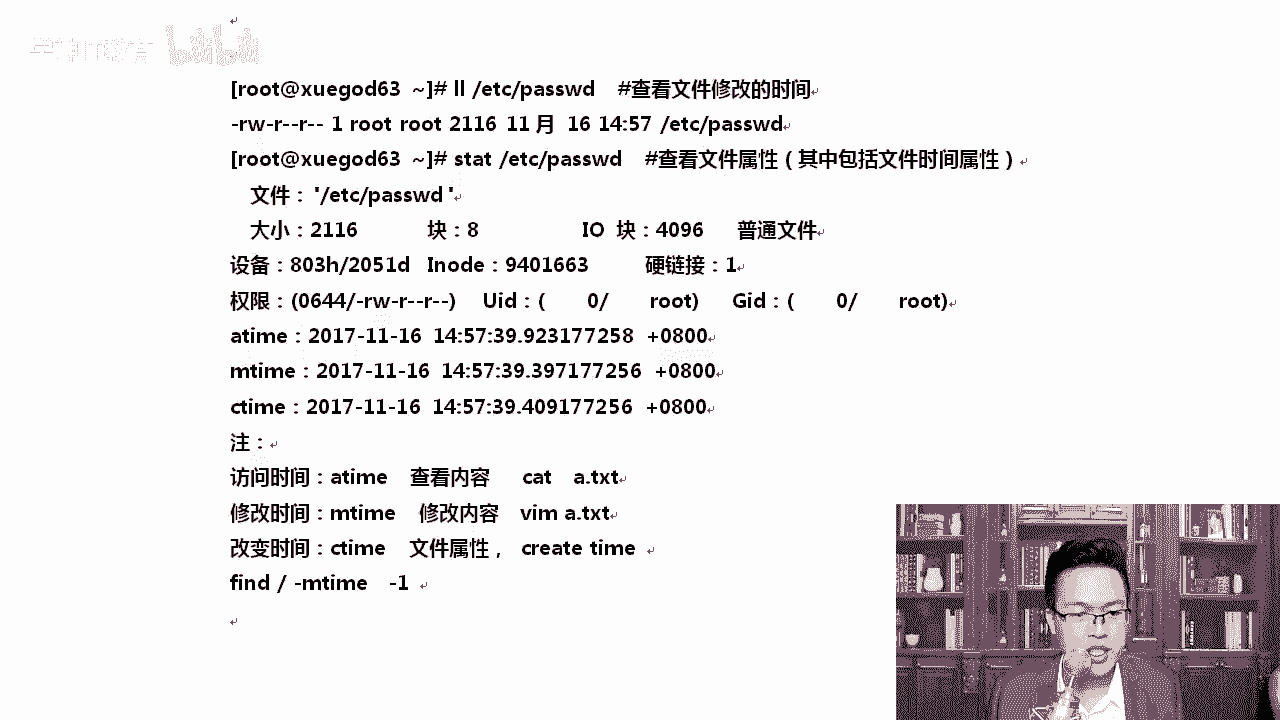 学神IT教育 bilibili
[root@xuegod63 ~]# ll /etc/passwd #查看文件修改的时间
-rw-r--r-- 1 root root 2116 11月 16 14:57 /etc/passwd
[root@xuegod63 ~]# stat /etc/passwd #查看文件属性（其中包括文件时间属性）
文件：'/etc/passwd'
大小：2116 块：8 IO 块：4096 普通文件
设备：803h/2051d Inode：9401663 硬链接：1
权限：(0644/-rw-r--r--) Uid：( 0/ root) Gid：( 0/ root)
atime：2017-11-16 14:57:39.923177258 +0800
mtime：2017-11-16 14:57:39.397177256 +0800
ctime：2017-11-16 14:57:39.409177256 +0800
注：
访问时间：atime 查看内容 cat a.txt
修改时间：mtime 修改内容 vim a.txt
改变时间：ctime 文件属性， create time
find / -mtime -1